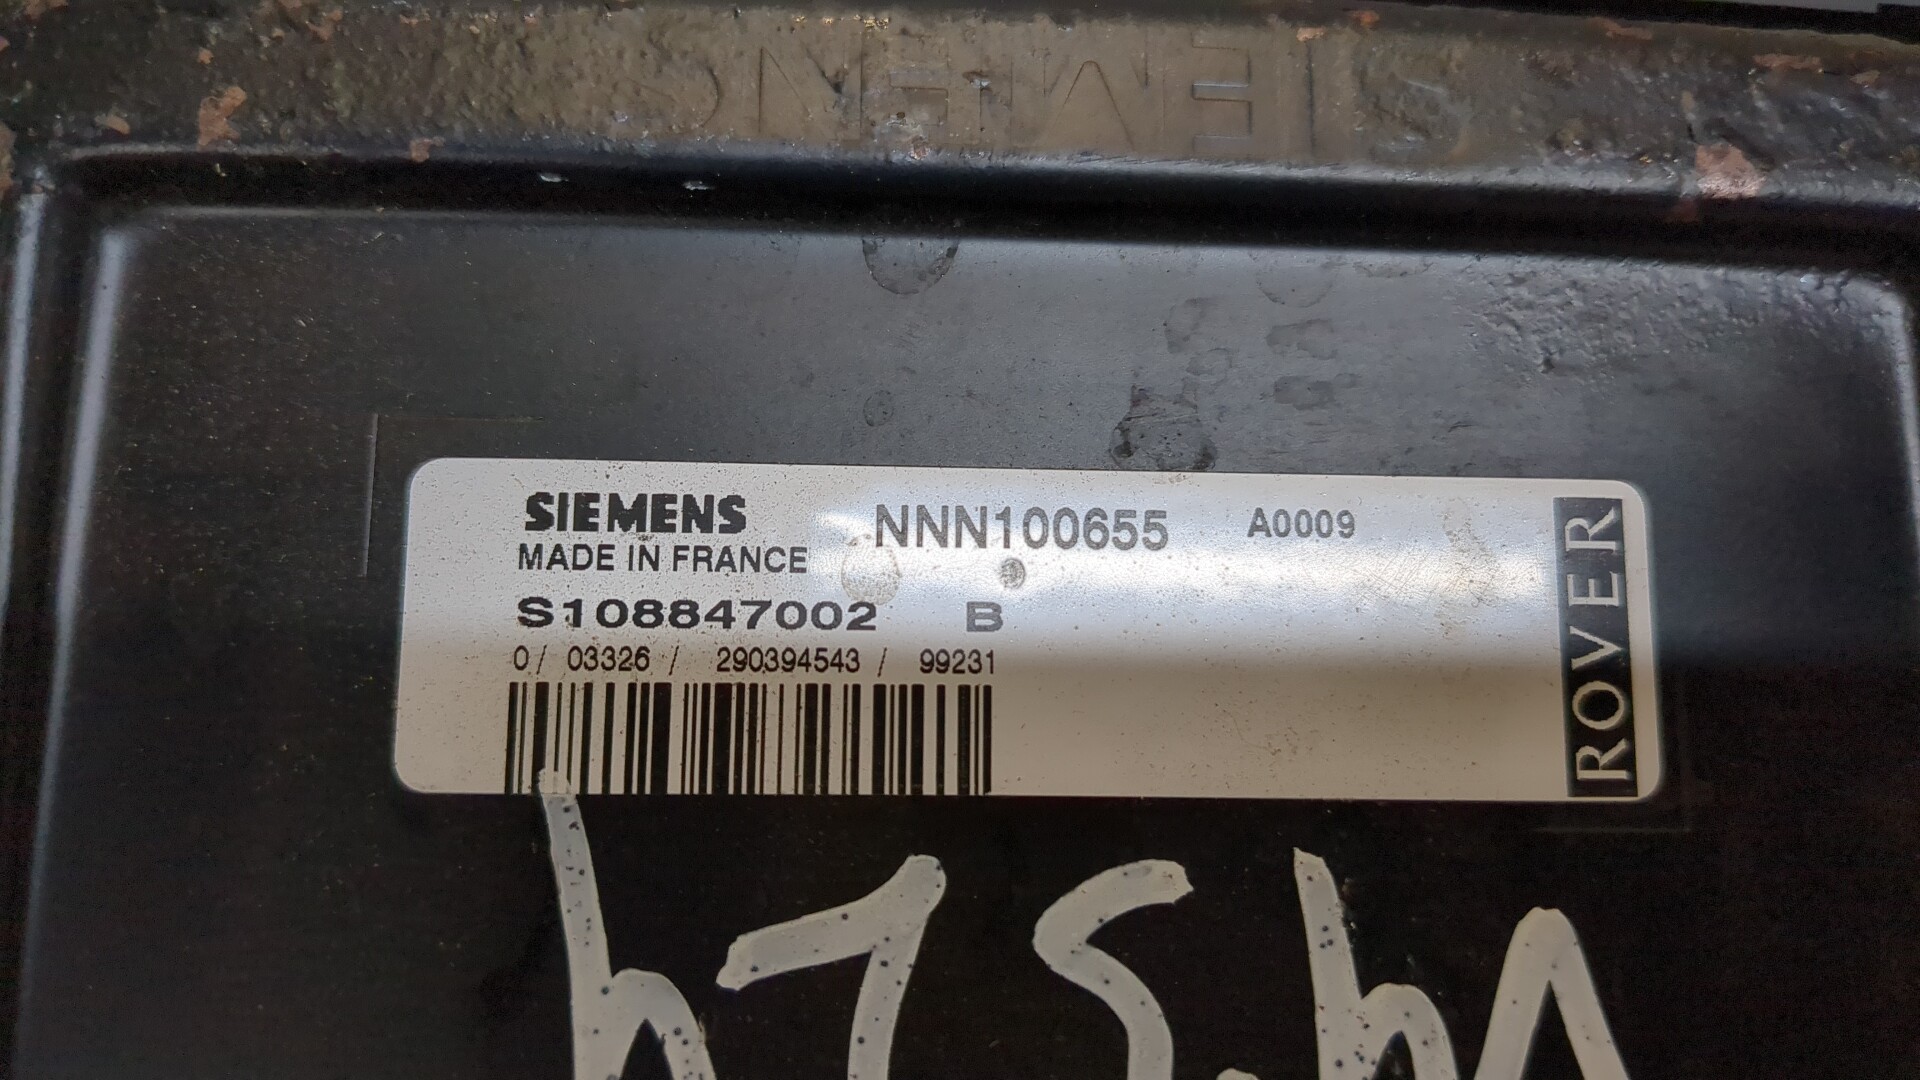 SIEMENS
SIEMENS
MADE IN FRANCE
NNN100655
A0009
S108847002 B
0/ 03326 / 290394543 / 99231
ROVER